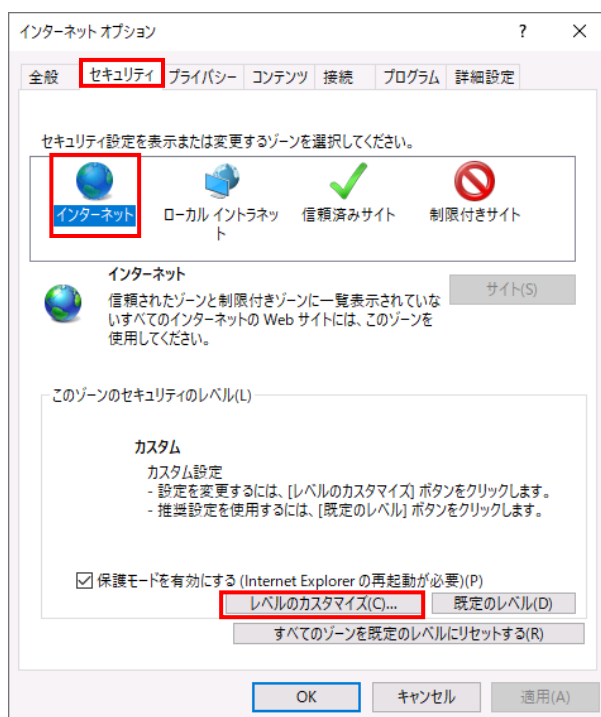 インターネット オプション
?
全般
セキュリティ
プライバシー
コンテンツ
接続
プログラム
詳細設定
セキュリティ設定を表示または変更するゾーンを選択してください。
インターネット
ローカル イントラネッ
ト
信頼済みサイト
制限付きサイト
インターネット
信頼されたゾーンと制限付きゾーンに一覧表示されていな
いすべてのインターネットの Web サイトには、このゾーンを
使用してください。
サイト(S)
このゾーンのセキュリティのレベル(L)
カスタム
カスタム設定
- 設定を変更するには、[レベルのカスタマイズ] ボタンをクリックします。
- 推奨設定を使用するには、[既定のレベル] ボタンをクリックします。
保護モードを有効にする (Internet Explorer の再起動が必要)(P)
レベルのカスタマイズ(C)...
既定のレベル(D)
すべてのゾーンを既定のレベルにリセットする(R)
OK
キャンセル
適用(A)